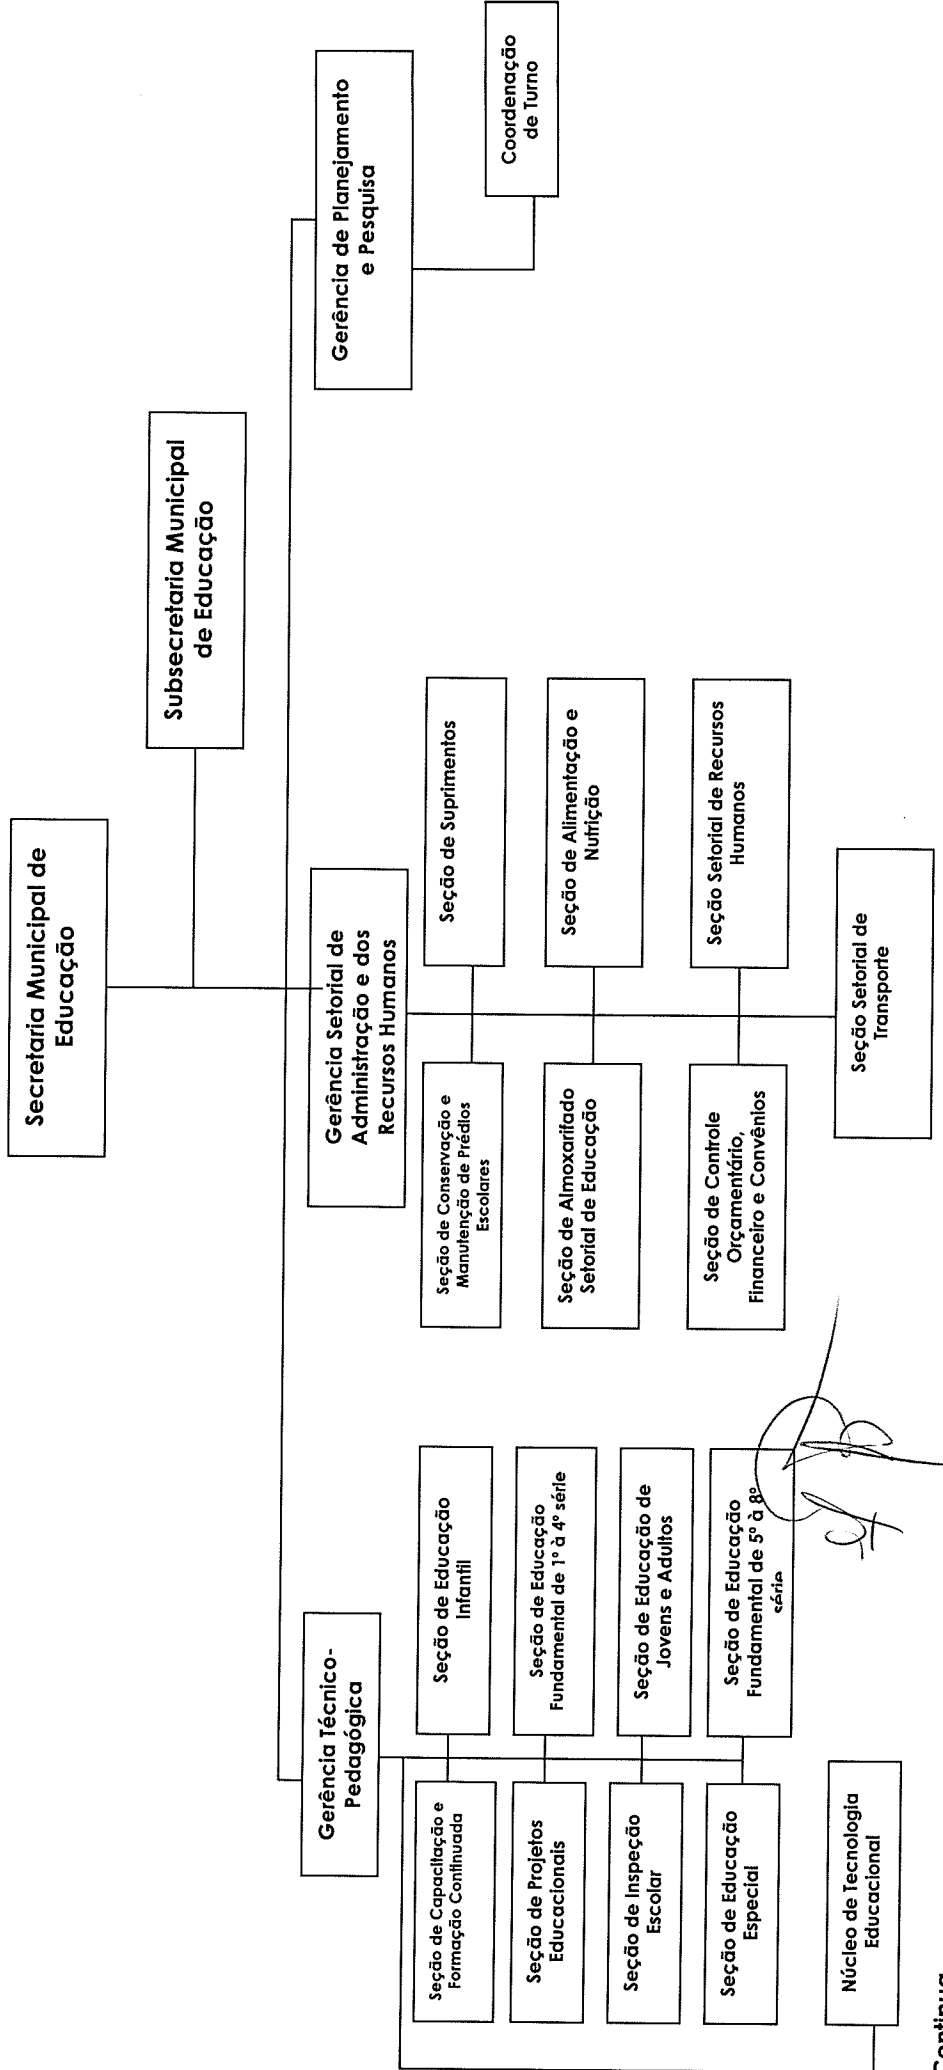 Secretaria Municipal de
Educação
Subsecretaria Municipal
de Educação
Gerência Técnico-
Pedagógica
Gerência Setorial de
Administração e dos
Recursos Humanos
Gerência de Planejamento
e Pesquisa
Seção de Capacitação e
Formação Continuada
Seção de Educação
Infantil
Seção de Projetos
Educacionais
Seção de Educação
Fundamental de 1º à 4º série
Seção de Inspeção
Escolar
Seção de Educação de
Jovens e Adultos
Seção de Educação
Especial
Seção de Educação
Fundamental de 5º à 8º
série
Núcleo de Tecnologia
Educacional
Seção de Conservação e
Manutenção de Prédios
Escolares
Seção de Suprimentos
Seção de Almoxarifado
Setorial de Educação
Seção de Alimentação e
Nutrição
Seção de Controle
Orçamentário,
Financeiro e Convênios
Seção Setorial de Recursos
Humanos
Seção Setorial de
Transporte
Coordenação
de Turno
Continua